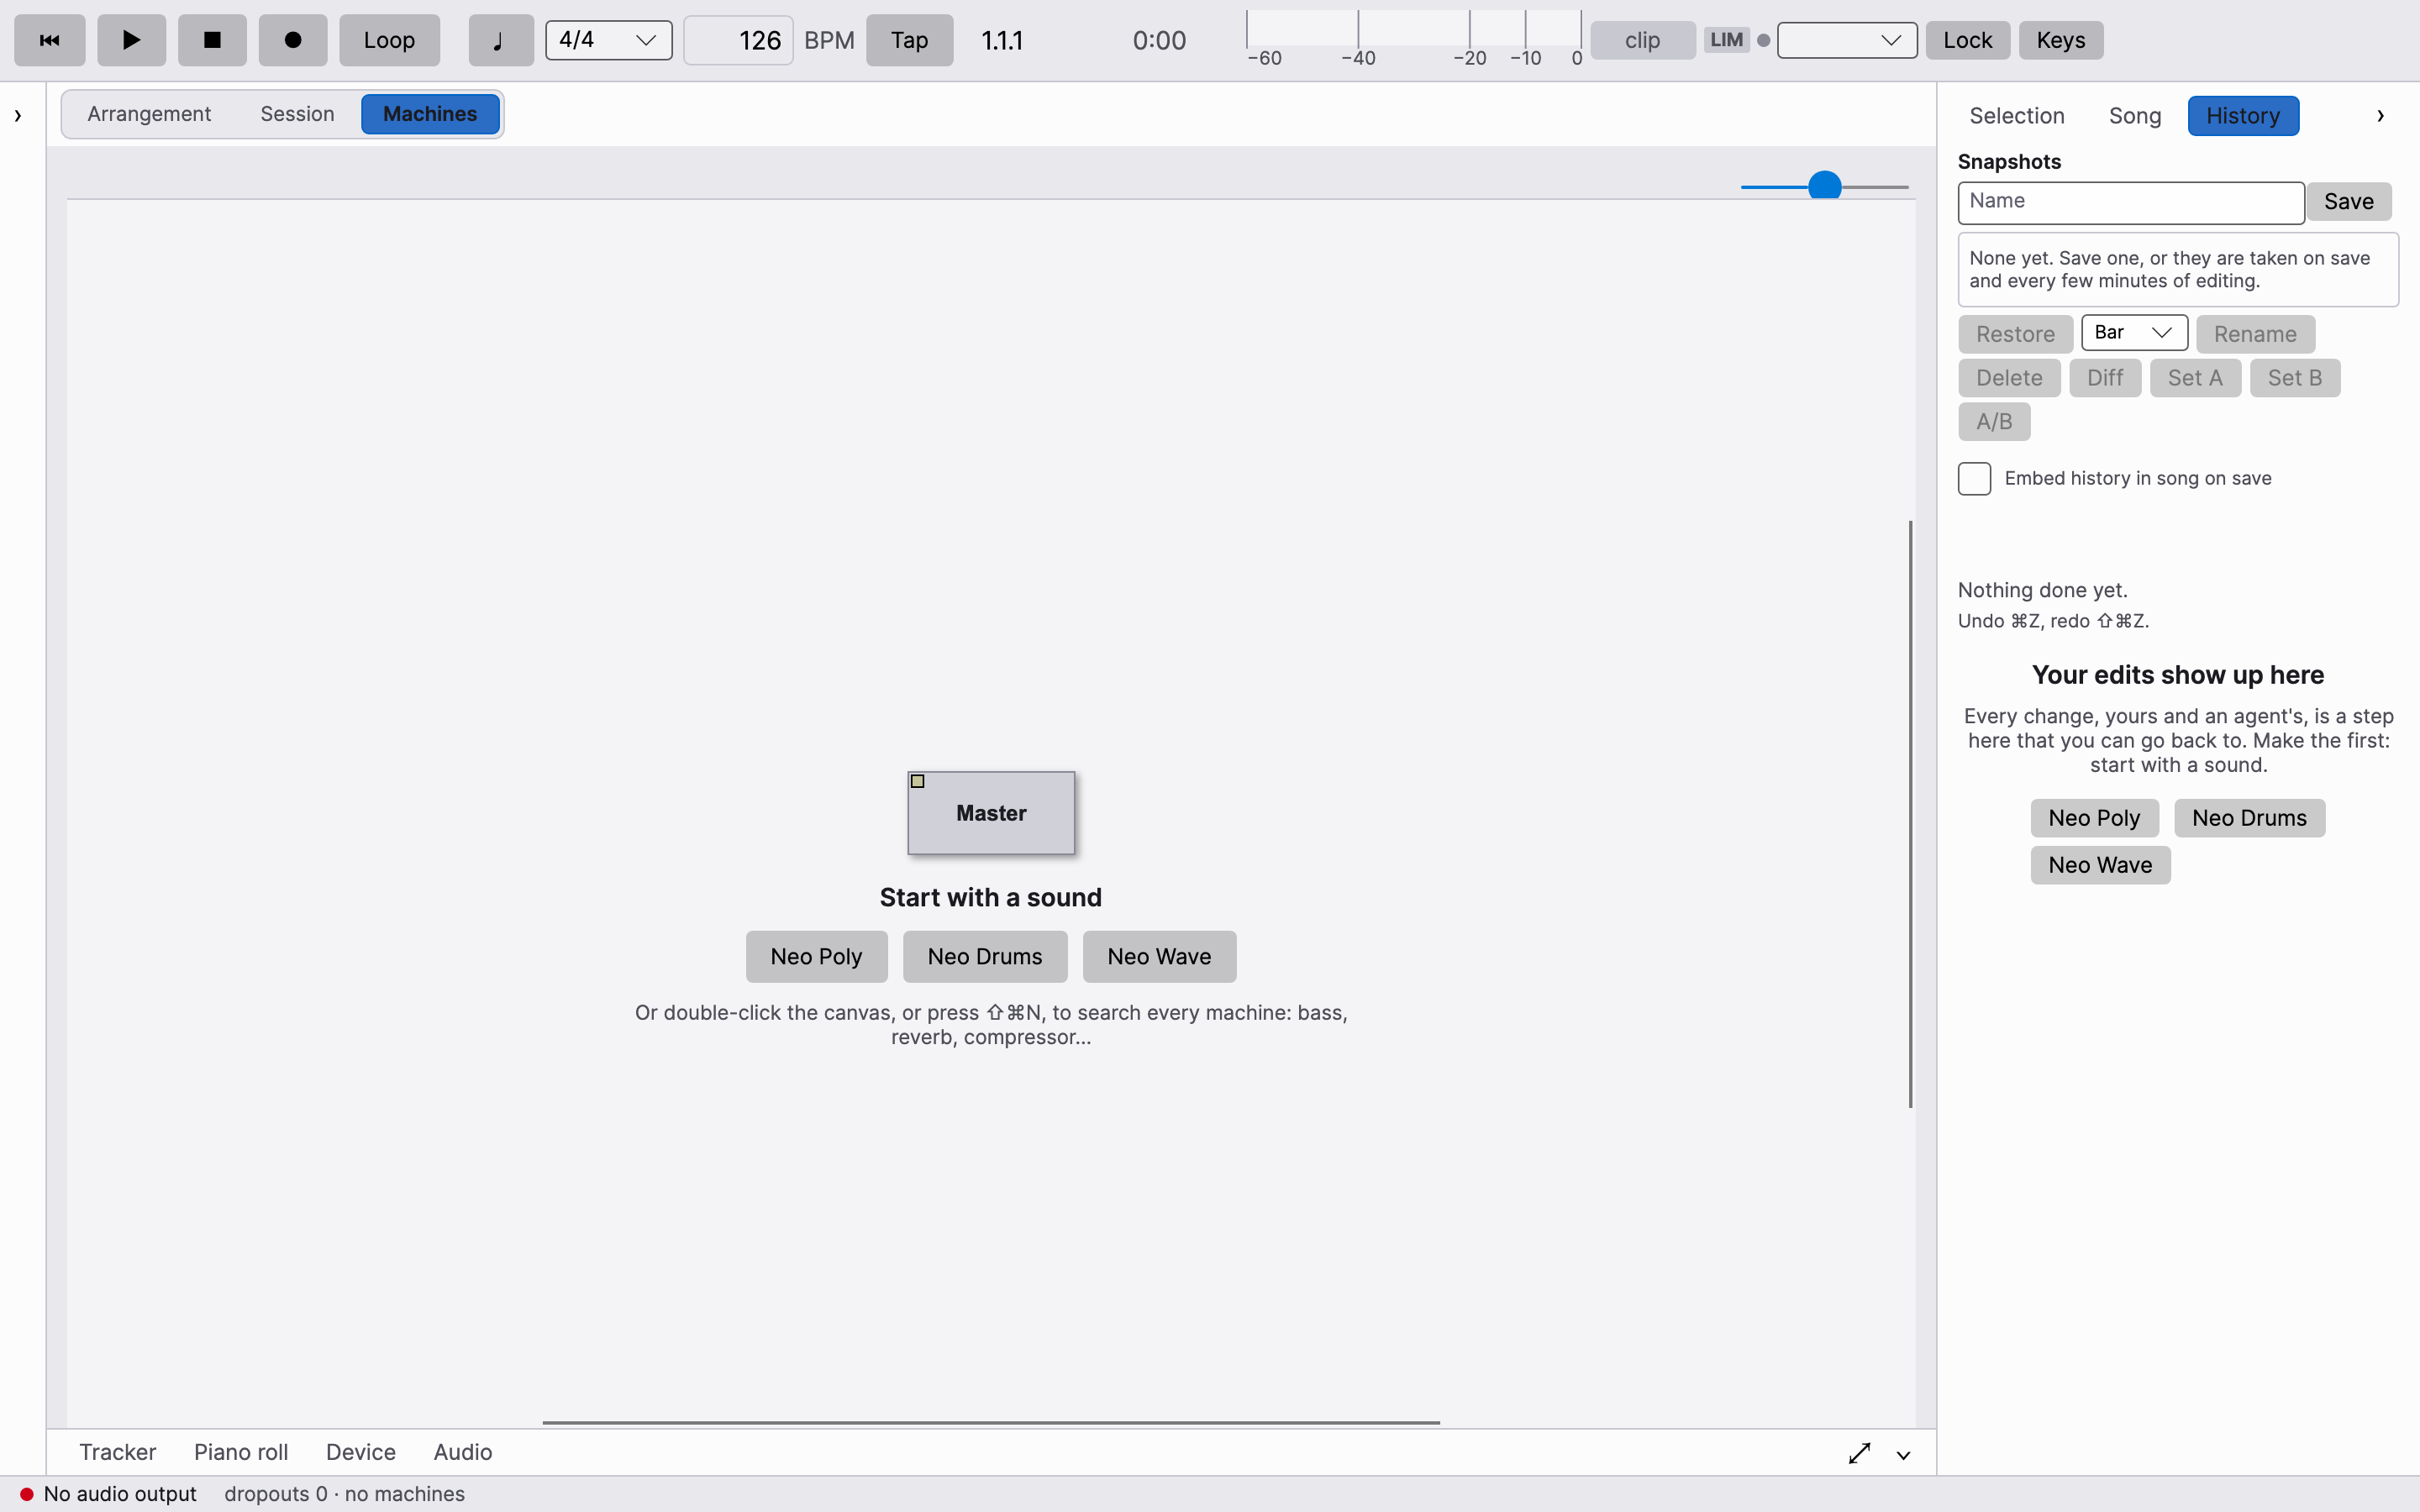 Loop
4/4
126 BPM
Tap
1.1.1
0:00
−60 −40 −20 −10 0
clip
LIM
Lock
Keys
Arrangement
Session
Machines
Selection
Song
History
Snapshots
Name
Save
None yet. Save one, or they are taken on save
and every few minutes of editing.
Restore
Bar
Rename
Delete
Diff
Set A
Set B
A/B
Embed history in song on save
Nothing done yet.
Undo ⌘Z, redo ⇧⌘Z.
Your edits show up here
Every change, yours and an agent's, is a step
here that you can go back to. Make the first:
start with a sound.
Neo Poly
Neo Drums
Neo Wave
Master
Start with a sound
Neo Poly
Neo Drums
Neo Wave
Or double-click the canvas, or press ⇧⌘N, to search every machine: bass,
reverb, compressor...
Tracker
Piano roll
Device
Audio
No audio output
dropouts 0 · no machines